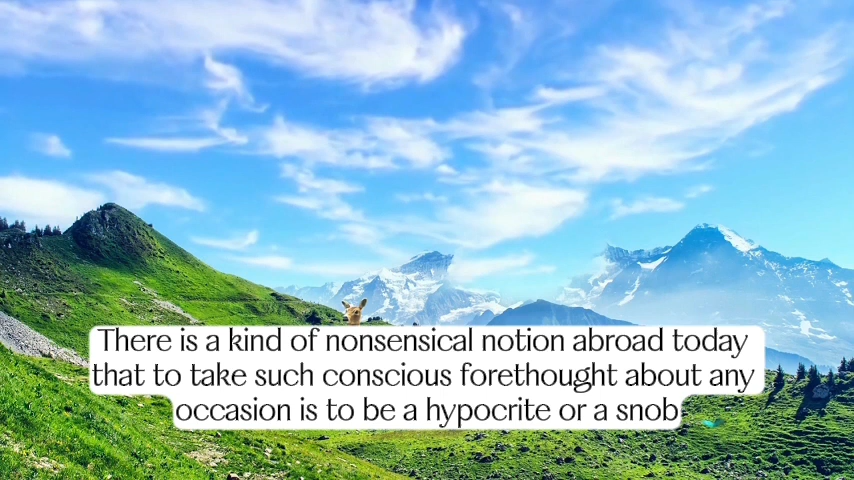 There is a kind of nonsensical notion abroad today
that to take such conscious forethought about any
occasion is to be a hypocrite or a snob